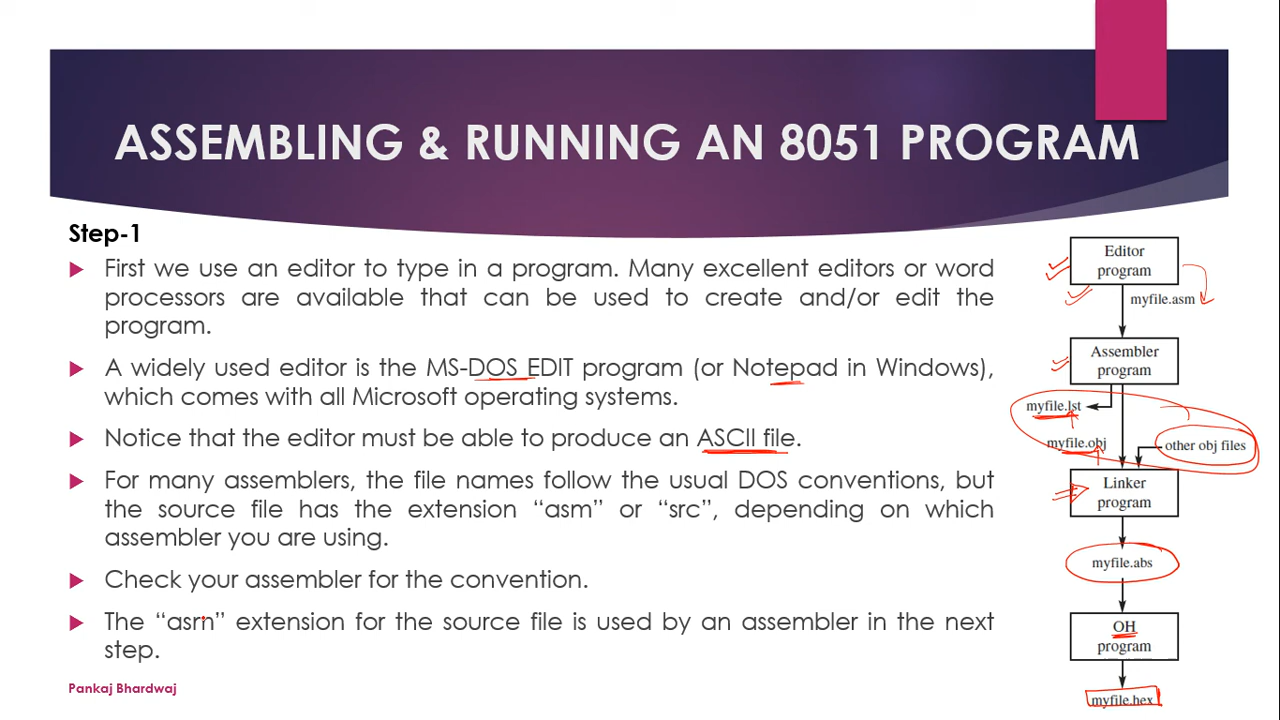 ASSEMBLING & RUNNING AN 8051 PROGRAM
Step-1
First we use an editor to type in a program. Many excellent editors or word
processors are available that can be used to create and/or edit the
program.
A widely used editor is the MS-DOS EDIT program (or Notepad in Windows),
which comes with all Microsoft operating systems.
Notice that the editor must be able to produce an ASCII file.
For many assemblers, the file names follow the usual DOS conventions, but
the source file has the extension “asm” or “src”, depending on which
assembler you are using.
Check your assembler for the convention.
The “asm” extension for the source file is used by an assembler in the next
step.
Pankaj Bhardwaj
Editor
program
myfile.asm
Assembler
program
myfile.lst
myfile.obj
other obj files
Linker
program
myfile.abs
OH
program
myfile.hex